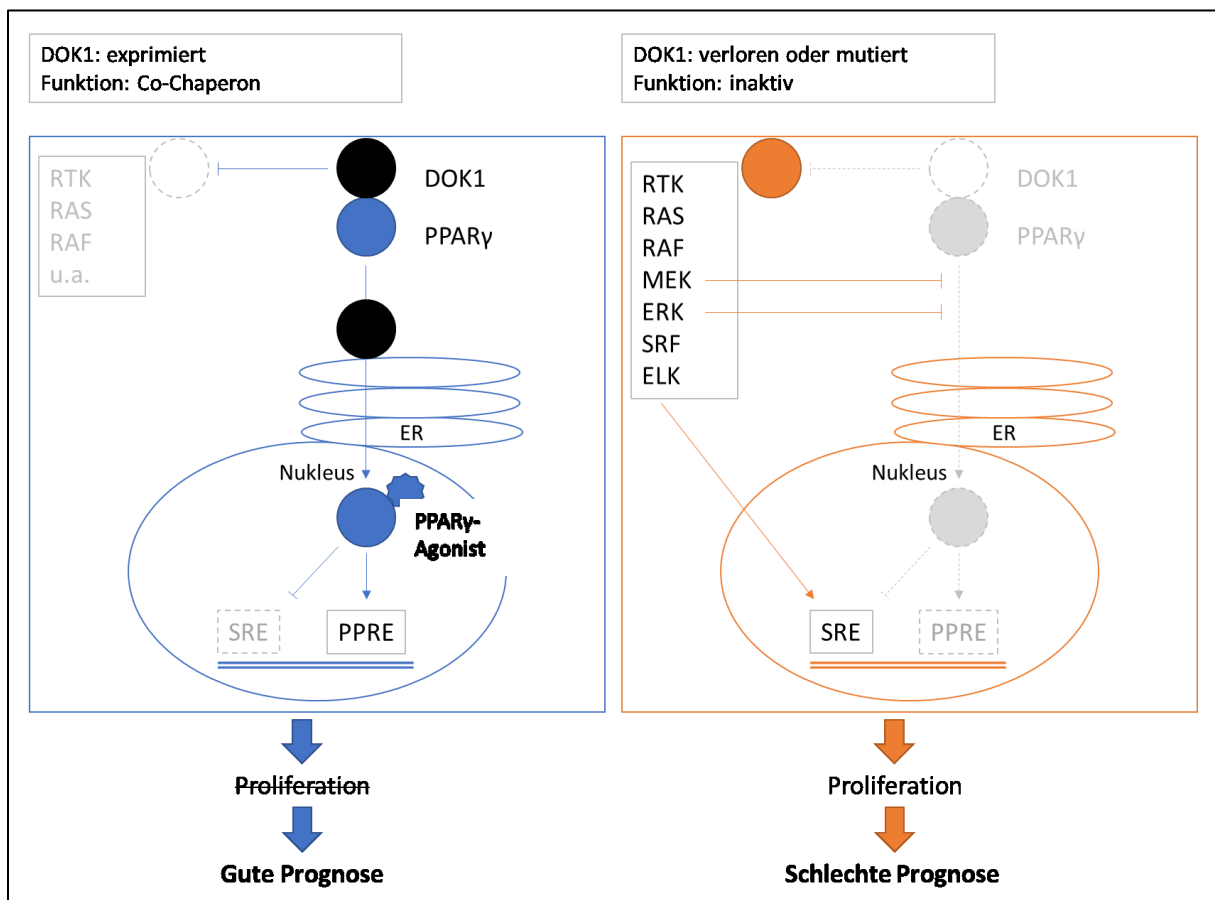 DOK1: exprimiert
Funktion: Co-Chaperon
RTK
RAS
RAF
u.a.
DOK1
PPARγ
ER
Nukleus
PPARγ-
Agonist
SRE
PPRE
Proliferation
Gute Prognose
DOK1: verloren oder mutiert
Funktion: inaktiv
RTK
RAS
RAF
MEK
ERK
SRF
ELK
DOK1
PPARγ
ER
Nukleus
SRE
PPRE
Proliferation
Schlechte Prognose